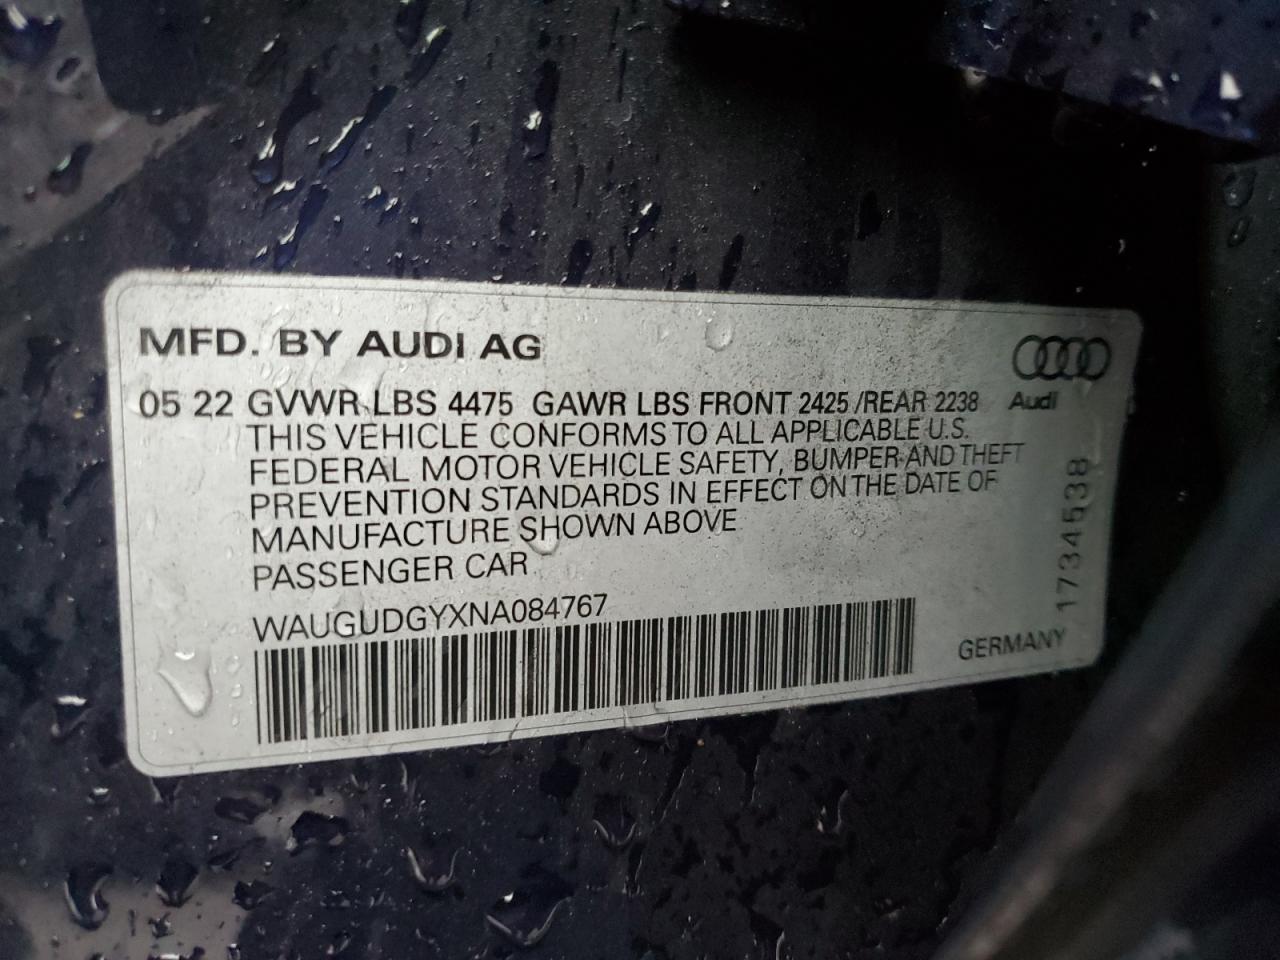 MFD. BY AUDI AG
05 22 GVWR LBS 4475 GAWR LBS FRONT 2425 /REAR 2238
Audi
THIS VEHICLE CONFORMS TO ALL APPLICABLE U.S.
FEDERAL MOTOR VEHICLE SAFETY, BUMPER AND THEFT
PREVENTION STANDARDS IN EFFECT ON THE DATE OF
MANUFACTURE SHOWN ABOVE
PASSENGER CAR
WAUGUDGYXNA084767
GERMANY
1734538